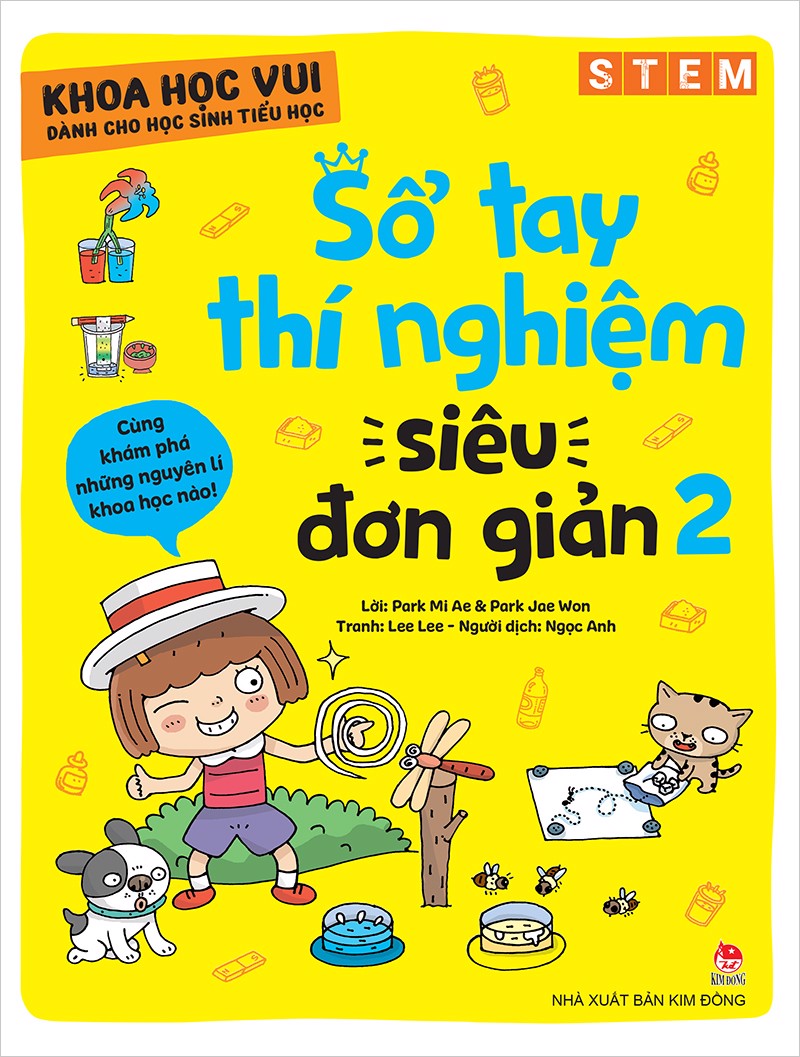 KHOA HỌC VUI
DÀNH CHO HỌC SINH TIỂU HỌC
STEM
Sổ tay
thí nghiệm
siêu
đơn giản 2
Cùng
khám phá
những nguyên lí
khoa học nào!
Lời: Park Mi Ae & Park Jae Won
Tranh: Lee Lee - Người dịch: Ngọc Anh
KIM ĐỒNG
NHÀ XUẤT BẢN KIM ĐỒNG